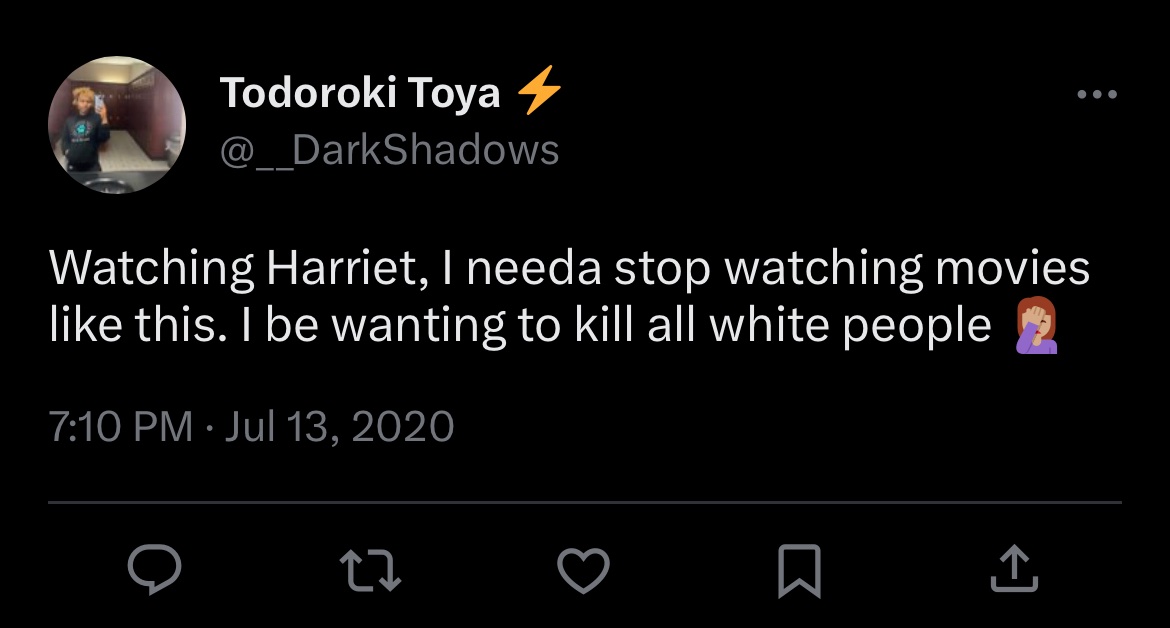 Todoroki Toya ⚡
@__DarkShadows
Watching Harriet, I needa stop watching movies
like this. I be wanting to kill all white people 🤦🏽‍♀️
7:10 PM · Jul 13, 2020